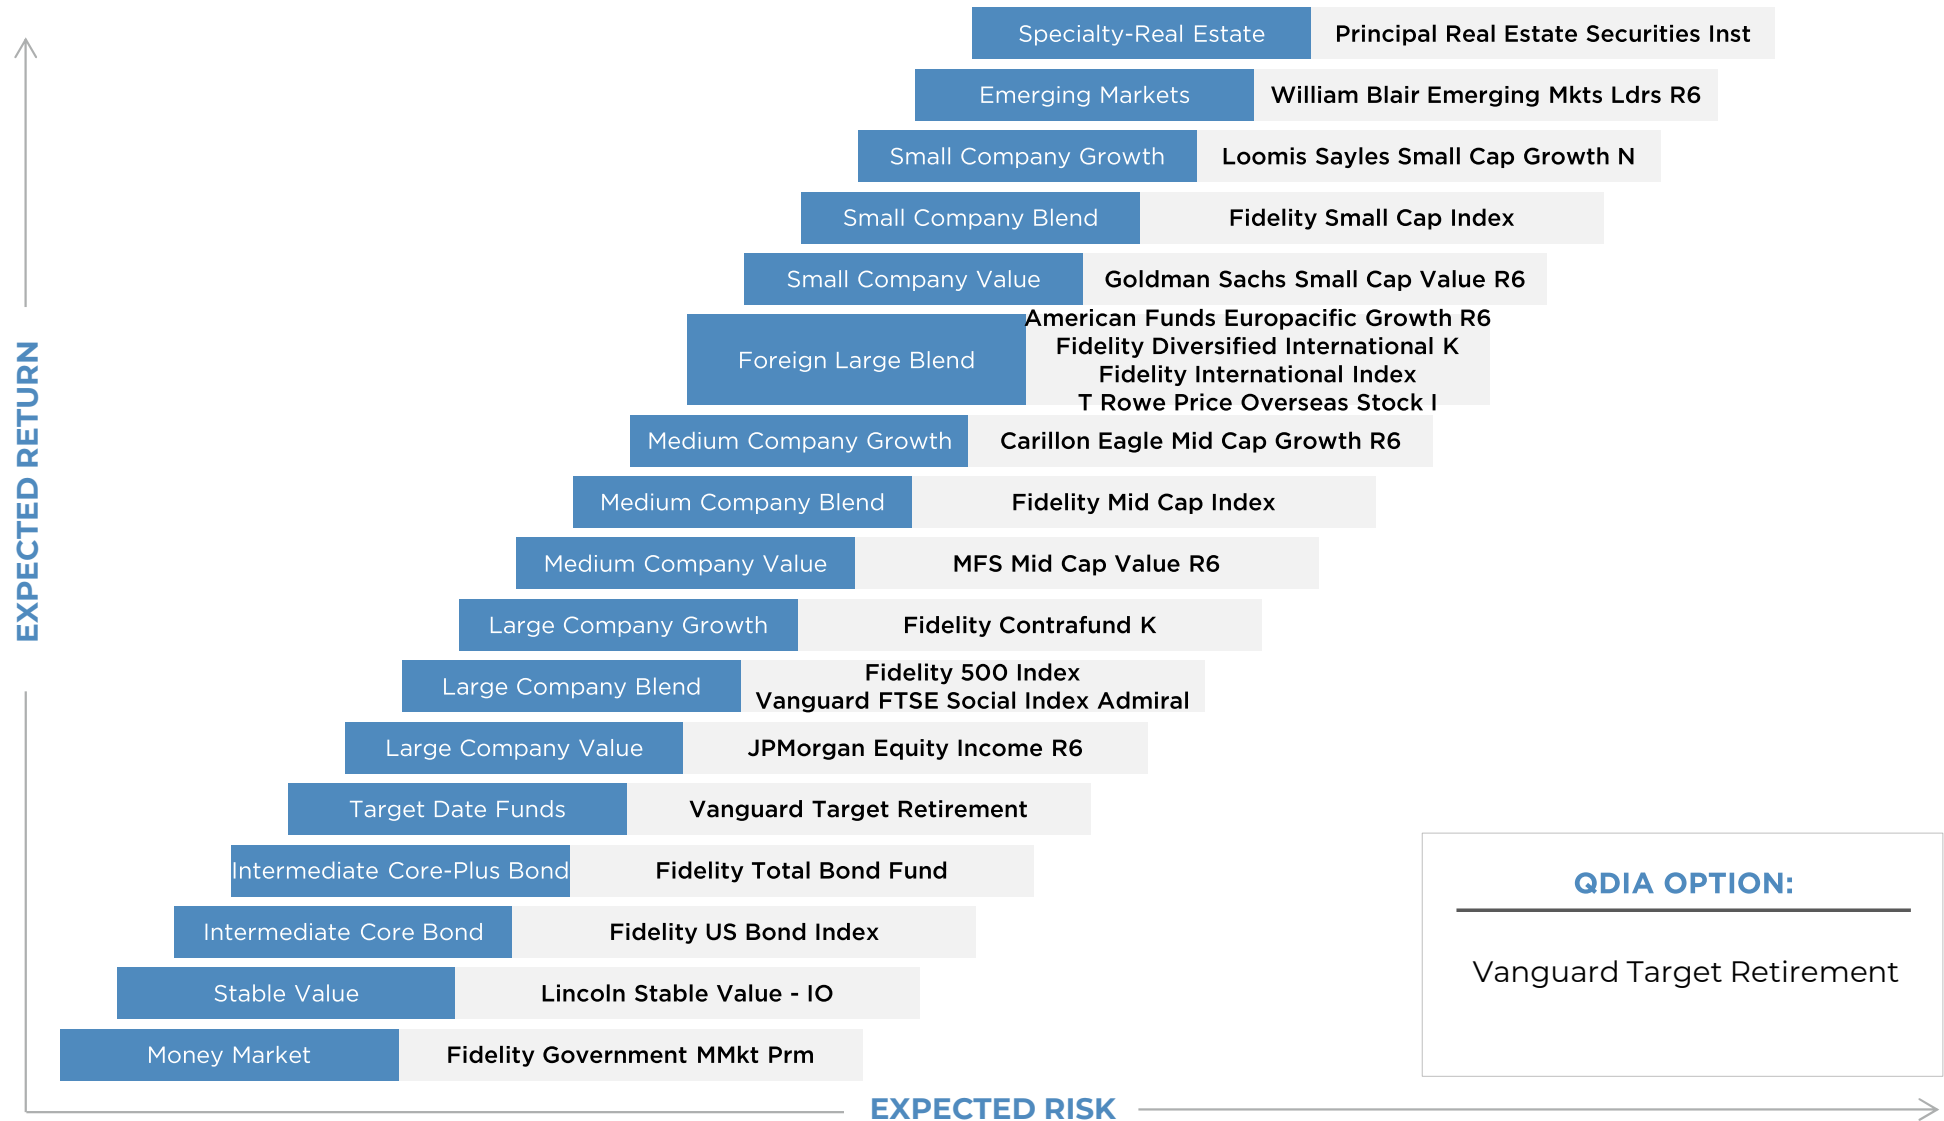 Specialty-Real Estate
Principal Real Estate Securities Inst
Emerging Markets
William Blair Emerging Mkts Ldrs R6
Small Company Growth
Loomis Sayles Small Cap Growth N
Small Company Blend
Fidelity Small Cap Index
Small Company Value
Goldman Sachs Small Cap Value R6
Foreign Large Blend
American Funds Europacific Growth R6
Fidelity Diversified International K
Fidelity International Index
T Rowe Price Overseas Stock I
Medium Company Growth
Carillon Eagle Mid Cap Growth R6
Medium Company Blend
Fidelity Mid Cap Index
Medium Company Value
MFS Mid Cap Value R6
Large Company Growth
Fidelity Contrafund K
Large Company Blend
Fidelity 500 Index
Vanguard FTSE Social Index Admiral
Large Company Value
JPMorgan Equity Income R6
Target Date Funds
Vanguard Target Retirement
Intermediate Core-Plus Bond
Fidelity Total Bond Fund
Intermediate Core Bond
Fidelity US Bond Index
Stable Value
Lincoln Stable Value - IO
Money Market
Fidelity Government MMkt Prm
EXPECTED RETURN
EXPECTED RISK
QDIA OPTION:
Vanguard Target Retirement